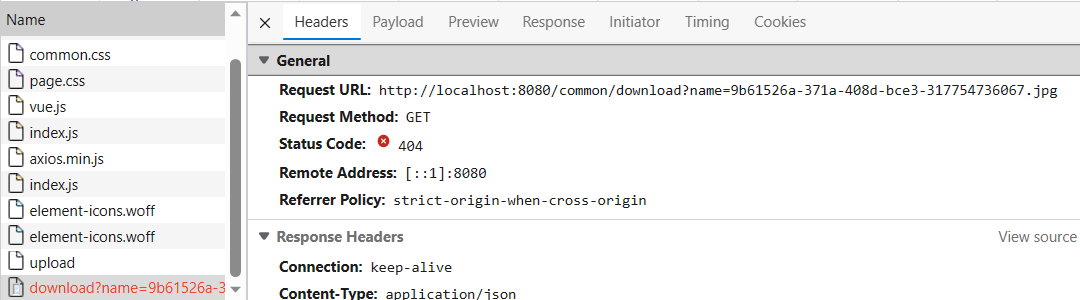 Name
common.css
page.css
vue.js
index.js
axios.min.js
index.js
element-icons.woff
element-icons.woff
upload
download?name=9b61526a-3
Headers Payload Preview Response Initiator Timing Cookies
General
Request URL: http://localhost:8080/common/download?name=9b61526a-371a-408d-bce3-317754736067.jpg
Request Method: GET
Status Code: 404
Remote Address: [::1]:8080
Referrer Policy: strict-origin-when-cross-origin
Response Headers View source
Connection: keep-alive
Content-Type: application/json